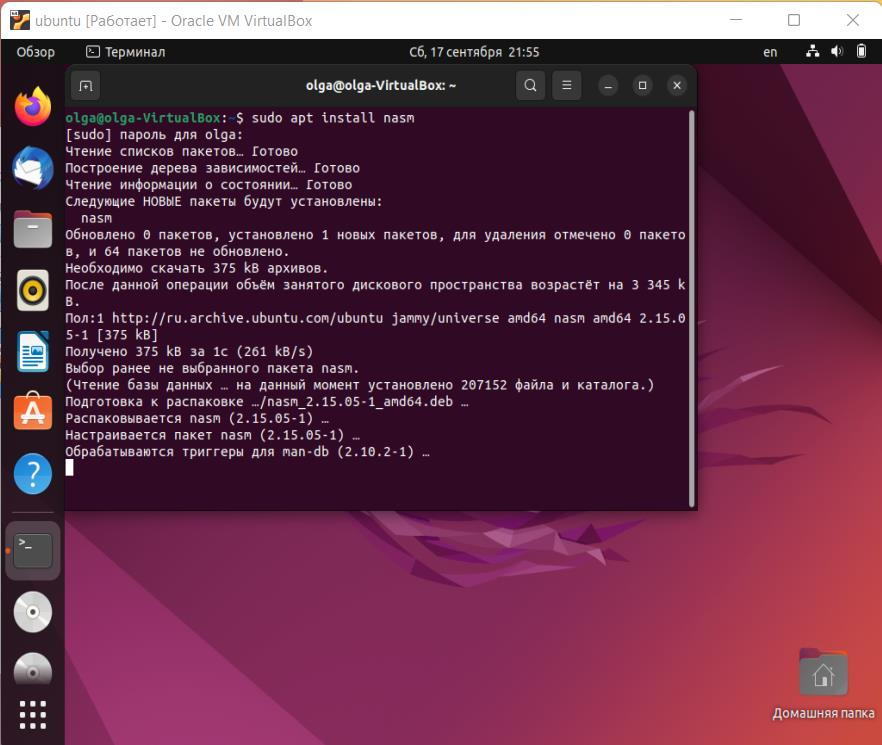 ubuntu [Работает] - Oracle VM VirtualBox
Обзор Терминал Сб, 17 сентября 21:55 en
olga@olga-VirtualBox: ~
olga@olga-VirtualBox:~$ sudo apt install nasm
[sudo] пароль для olga:
Чтение списков пакетов… Готово
Построение дерева зависимостей… Готово
Чтение информации о состоянии… Готово
Следующие НОВЫЕ пакеты будут установлены:
nasm
Обновлено 0 пакетов, установлено 1 новых пакетов, для удаления отмечено 0 пакето
в, и 64 пакетов не обновлено.
Необходимо скачать 375 kB архивов.
После данной операции объём занятого дискового пространства возрастёт на 3 345 k
B.
Пол:1 http://ru.archive.ubuntu.com/ubuntu jammy/universe amd64 nasm amd64 2.15.0
5-1 [375 kB]
Получено 375 kB за 1с (261 kB/s)
Выбор ранее не выбранного пакета nasm.
(Чтение базы данных … на данный момент установлено 207152 файла и каталога.)
Подготовка к распаковке …/nasm_2.15.05-1_amd64.deb …
Распаковывается nasm (2.15.05-1) …
Настраивается пакет nasm (2.15.05-1) …
Обрабатываются триггеры для man-db (2.10.2-1) …
Домашняя папка